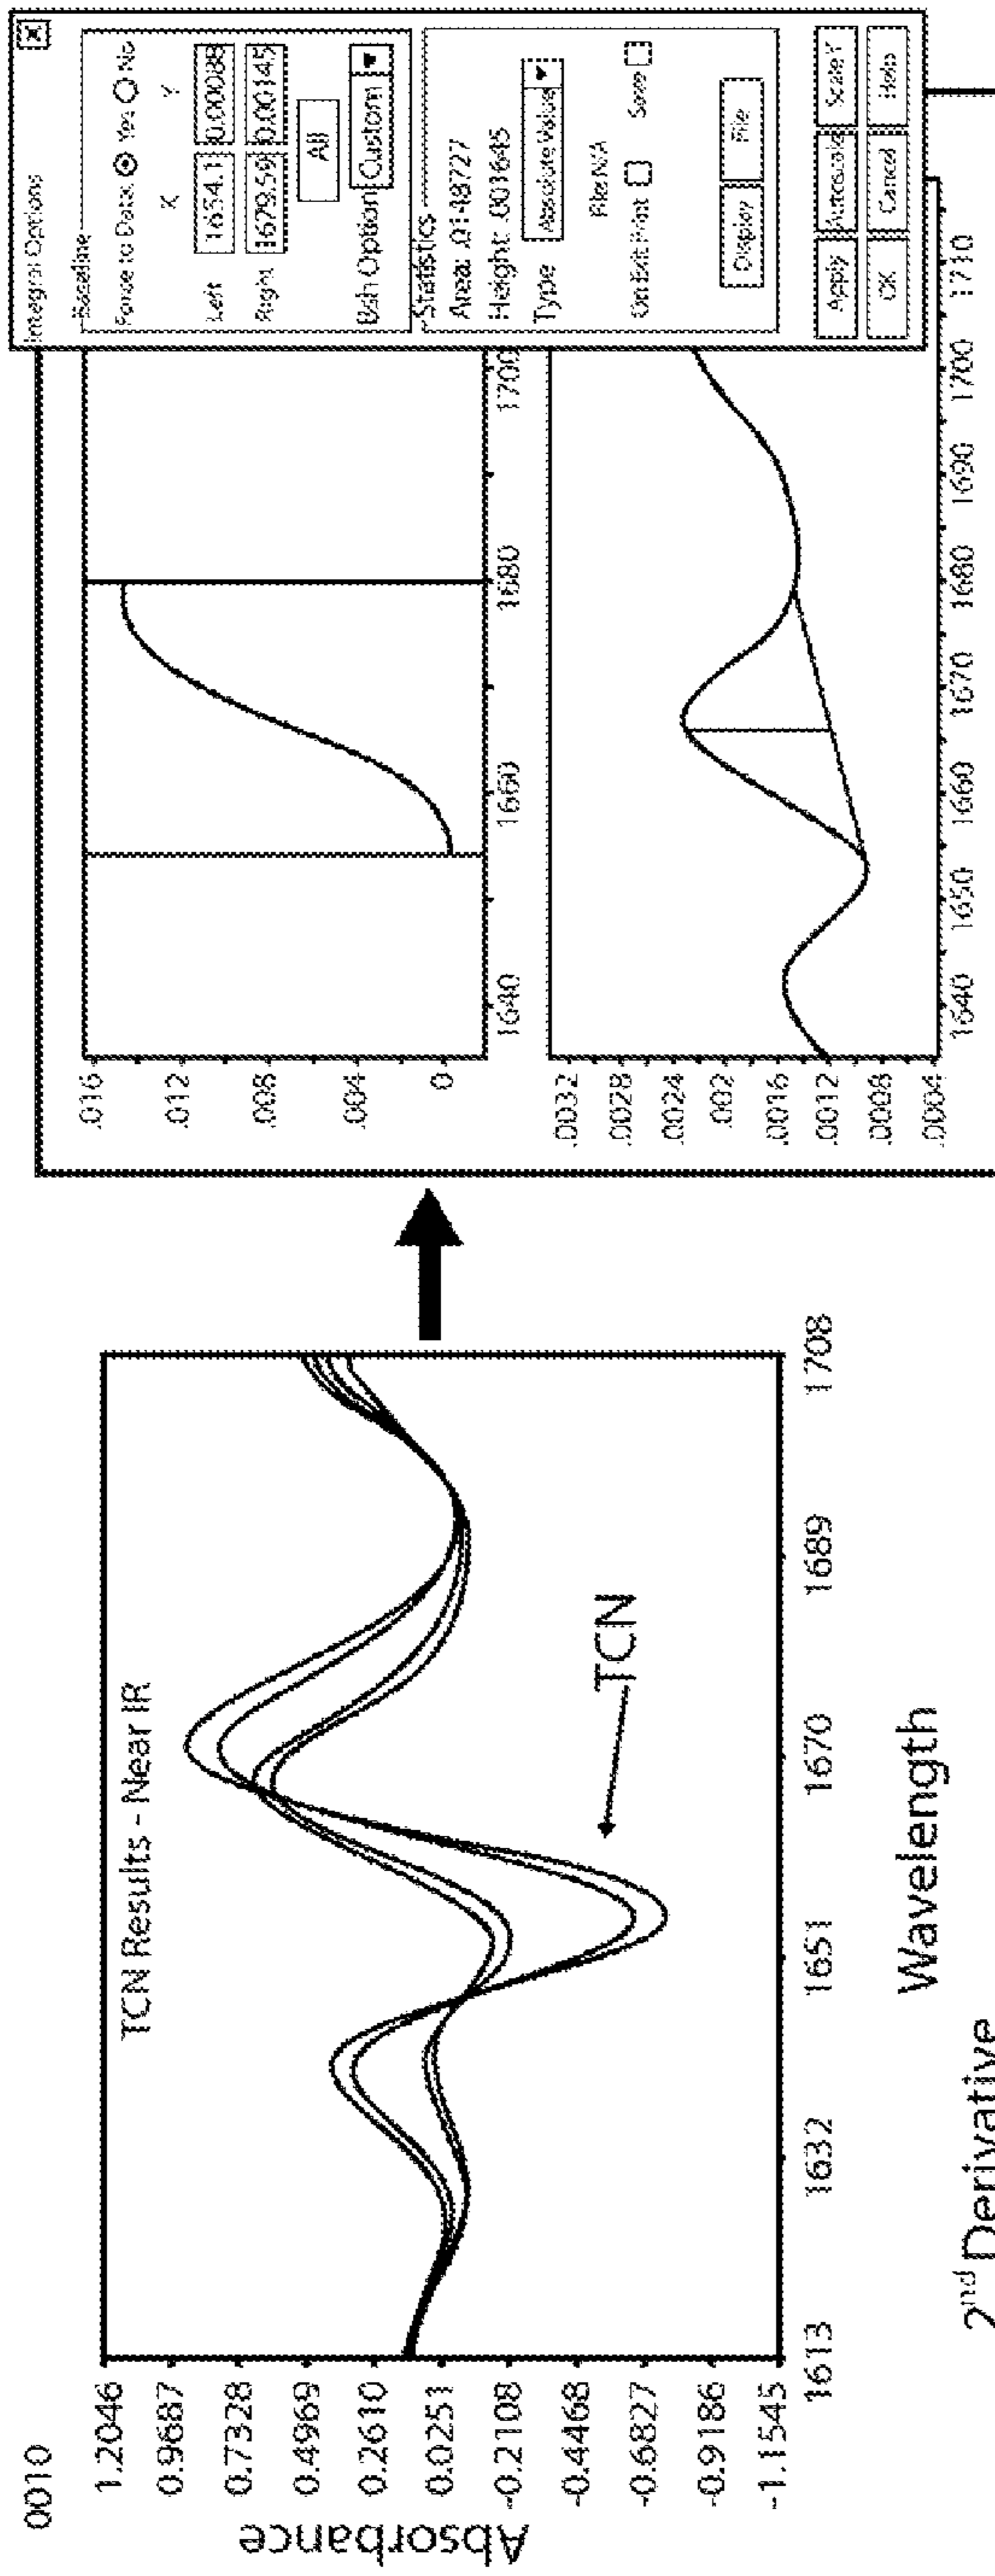 0010
TCN Results - Near IR
Absorbance
1.2046
0.9687
0.7328
0.4969
0.2610
0.0251
-0.2108
-0.4468
-0.6827
-0.9186
-1.1545
TCN
1613 1632 1651 1670 1689 1708
Wavelength
2nd Derivative
.016
.012
.008
.004
0
1640 1660 1680 1700
.0032
.0028
.0024
.002
.0016
.0012
.0008
.0004
1640 1650 1660 1670 1680 1690 1700 1710
Integral Options
Baseline
Force to Data: Yes No
X Y
Left 1654.1 0.00088
Right 1679.59 0.00145
All
Bsh Option Custom
Statistics
Area: .0148727
Height: .001645
Type Absolute Value
File: N/A
On Exit Print Save
Display File
Apply Autoscale Scale Y
OK Cancel Help